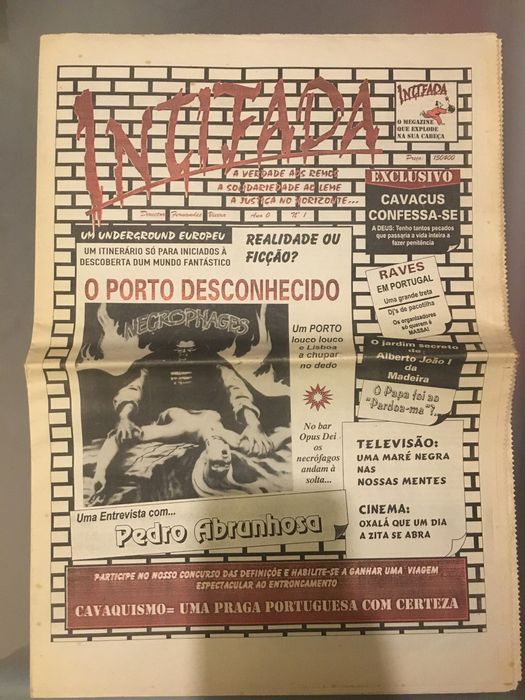 INTIFADA
INTIFADA
O MEGAZINE
QUE EXPLODE
NA SUA CABEÇA
Preço: 150$00
A VERDADE AOS REMOS
A SOLIDARIEDADE AO LEME
A JUSTIÇA NO HORIZONTE...
Director Fernandes Vieira Ano 0 Nº 1
EXCLUSIVO
CAVACUS
CONFESSA-SE
A DEUS: Tenho tantos pecados
que passaria a vida inteira a
fazer penitência
UM UNDERGROUND EUROPEU
UM ITINERÁRIO SÓ PARA INICIADOS À
DESCOBERTA DUM MUNDO FANTÁSTICO
REALIDADE OU
FICÇÃO?
O PORTO DESCONHECIDO
NECROPHAGES
Um PORTO
louco louco
e Lisboa
a chupar
no dedo
No bar
Opus Dei
os
necrófagos
andam à
solta...
RAVES
EM PORTUGAL
Uma grande treta
Dj's de pacotilha
Os organizadores
só querem é
MASSA!
O jardim secreto
de
Alberto João I
da
Madeira
O Papa foi ao
"Perdoa-me"?
TELEVISÃO:
UMA MARÉ NEGRA
NAS
NOSSAS MENTES
CINEMA:
OXALÁ QUE UM DIA
A ZITA SE ABRA
Uma Entrevista com...
Pedro Abrunhosa
PARTICIPE NO NOSSO CONCURSO DAS DEFINIÇÕE E HABILITE-SE A GANHAR UMA VIAGEM
ESPECTACULAR AO ENTRONCAMENTO
CAVAQUISMO= UMA PRAGA PORTUGUESA COM CERTEZA